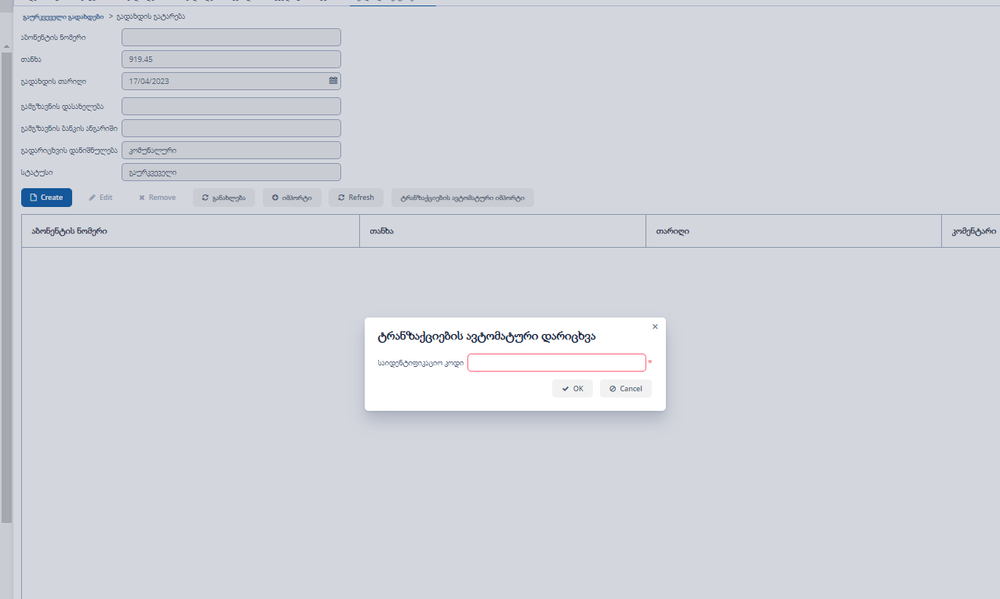 გაურკვეველი გადახდები > გადახდის გატარება
აბონენტის ნომერი
თანხა 919.45
გადახდის თარიღი 17/04/2023
გამგზავნის დასახელება
გამგზავნის ბანკის ანგარიში
გადარიცხვის დანიშნულება კომუნალური
სტატუსი გაურკვეველი
Create Edit Remove განახლება იმპორტი Refresh ტრანზაქციების ავტომატური იმპორტი
აბონენტის ნომერი თანხა თარიღი კომენტარი
ტრანზაქციების ავტომატური დარიცხვა
საიდენტიფიკაციო კოდი *
OK Cancel